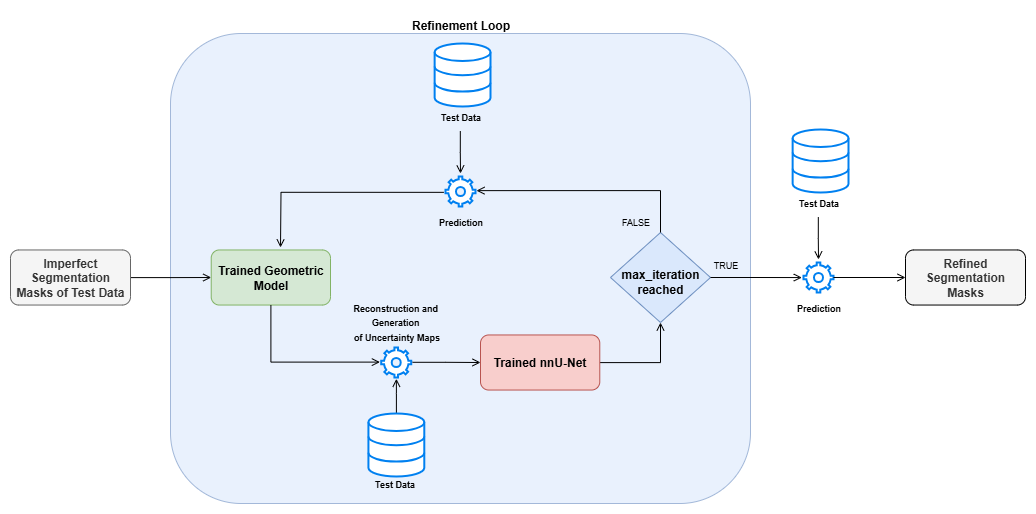 Refinement Loop
Test Data
Prediction
FALSE
Imperfect
Segmentation
Masks of Test Data
Trained Geometric
Model
Reconstruction and
Generation
of Uncertainty Maps
Trained nnU-Net
Test Data
max_iteration
reached
TRUE
Test Data
Prediction
Refined
Segmentation
Masks